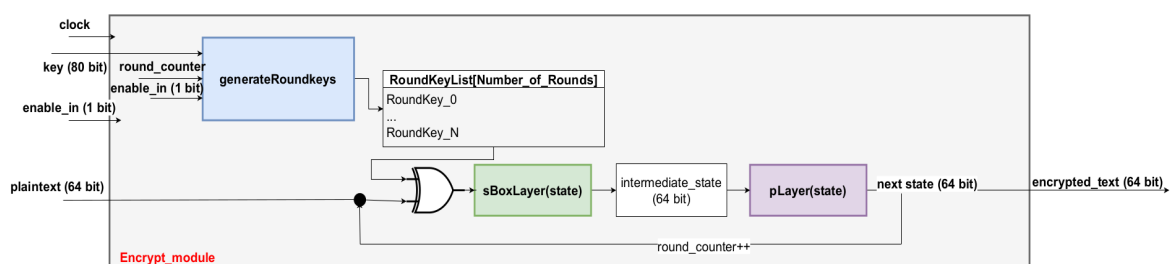 clock
key (80 bit)
round_counter
enable_in (1 bit)
enable_in (1 bit)
generateRoundkeys
RoundKeyList[Number_of_Rounds]
RoundKey_0
...
RoundKey_N
plaintext (64 bit)
sBoxLayer(state)
intermediate_state
(64 bit)
pLayer(state)
next state (64 bit)
encrypted_text (64 bit)
round_counter++
Encrypt_module